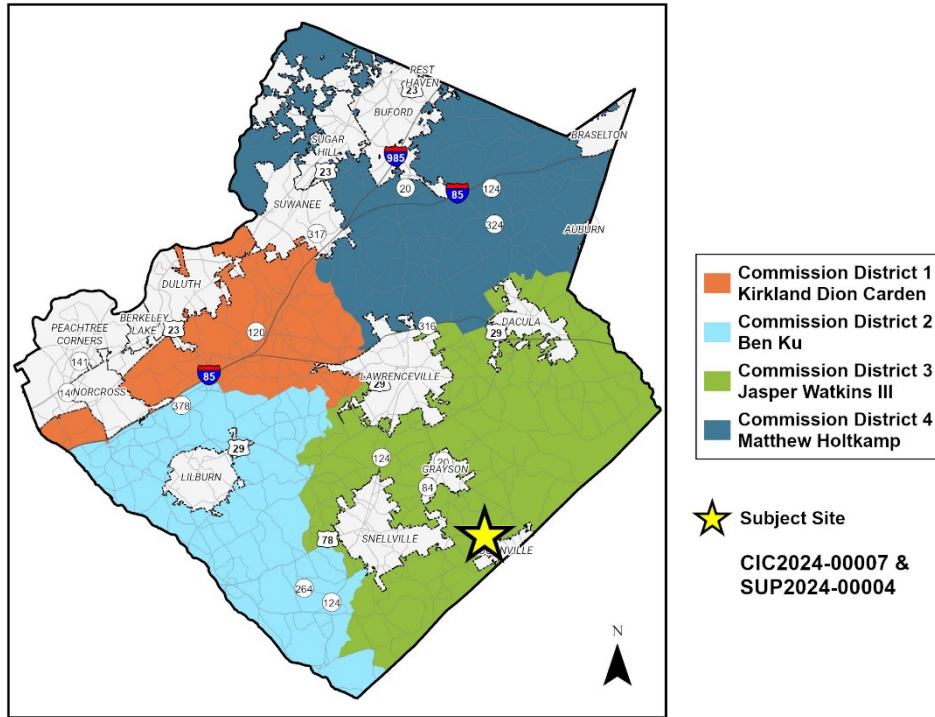 REST
HAVEN
23
BUFORD
SUGAR
HILL
23
985
BRASELTON
20
85
124
SUWANEE
317
324
AUBURN
DULUTH
BERKELEY
LAKE
23
PEACHTREE
CORNERS
141
120
316
DACULA
29
LAWRENCEVILLE
29
NORCROSS
85
378
29
LILBURN
124
20
GRAYSON
84
78
SNELLVILLE
264
124
N
Commission District 1
Kirkland Dion Carden
Commission District 2
Ben Ku
Commission District 3
Jasper Watkins III
Commission District 4
Matthew Holtkamp
Subject Site
CIC2024-00007 &
SUP2024-00004